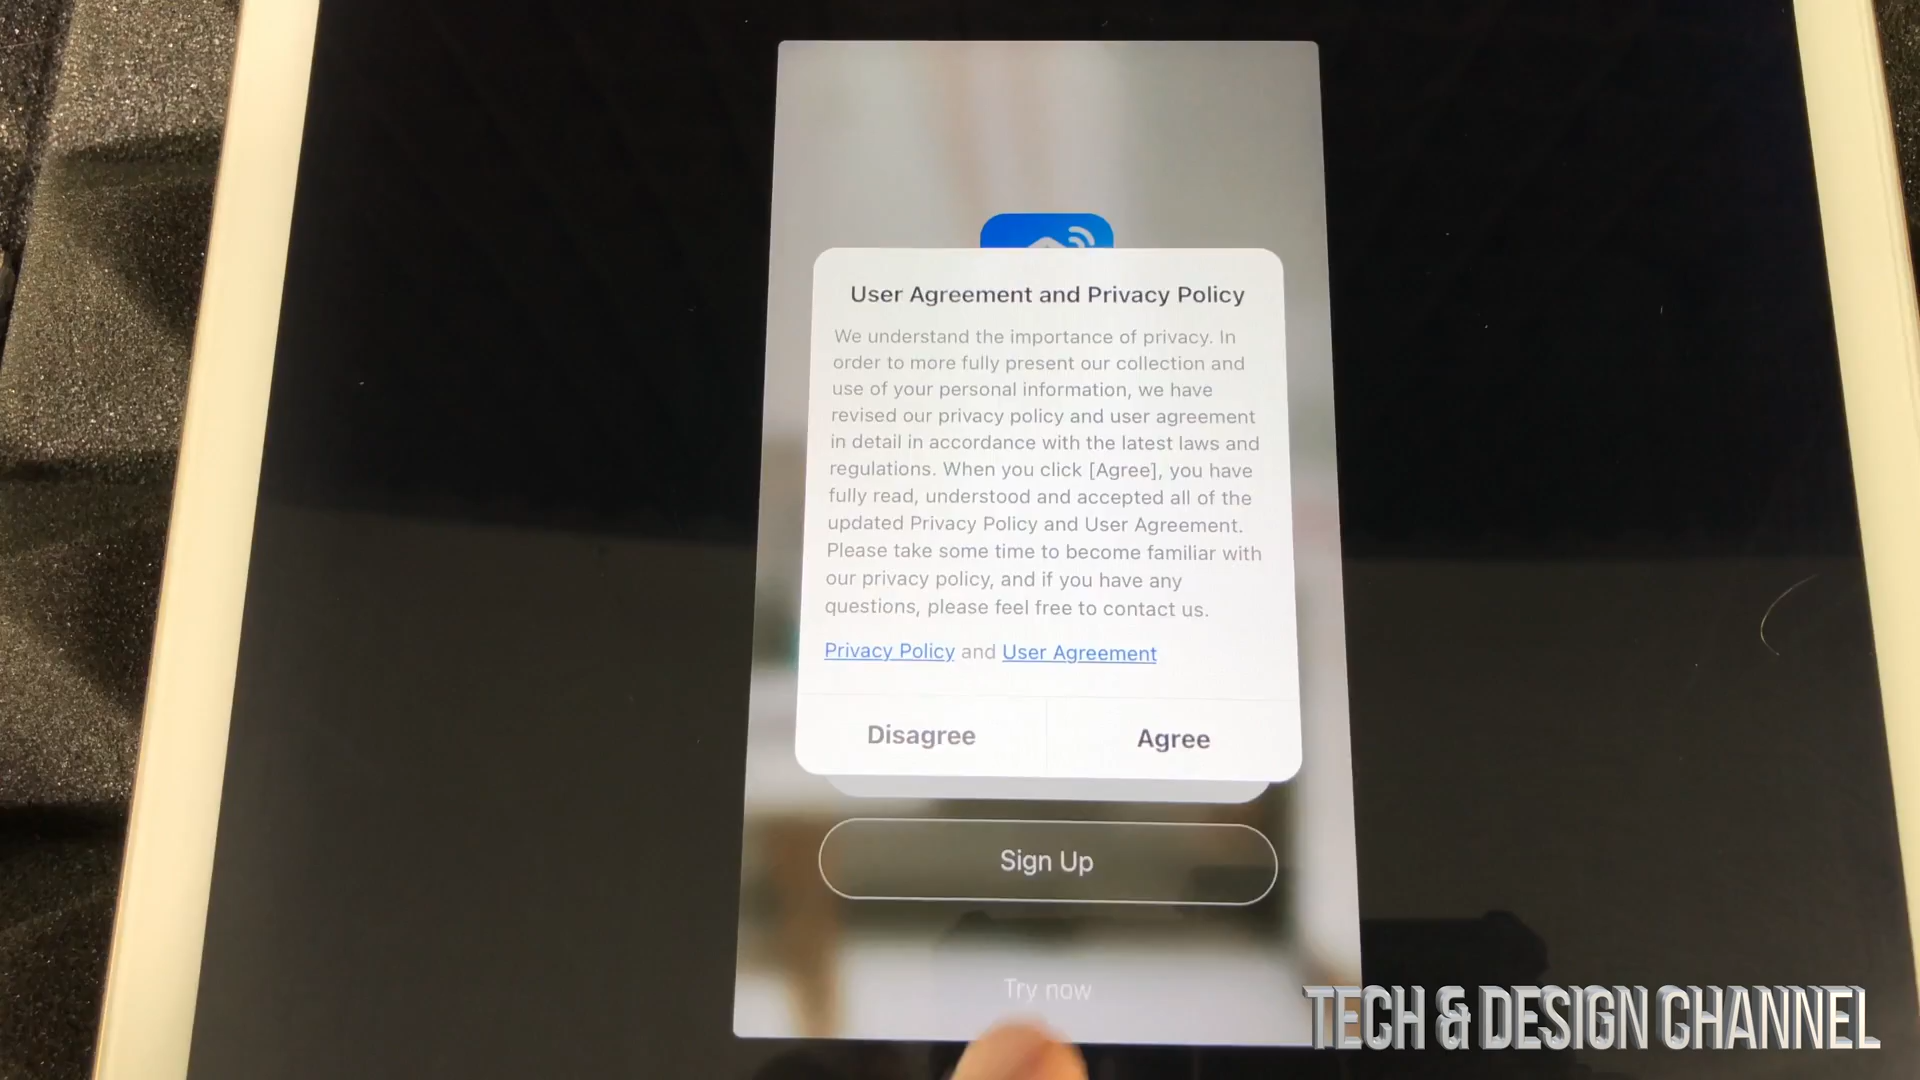 User Agreement and Privacy Policy
We understand the importance of privacy. In
order to more fully present our collection and
use of your personal information, we have
revised our privacy policy and user agreement
in detail in accordance with the latest laws and
regulations. When you click [Agree], you have
fully read, understood and accepted all of the
updated Privacy Policy and User Agreement.
Please take some time to become familiar with
our privacy policy, and if you have any
questions, please feel free to contact us.
Privacy Policy and User Agreement
Disagree Agree
Sign Up
Try now
TECH & DESIGN CHANNEL